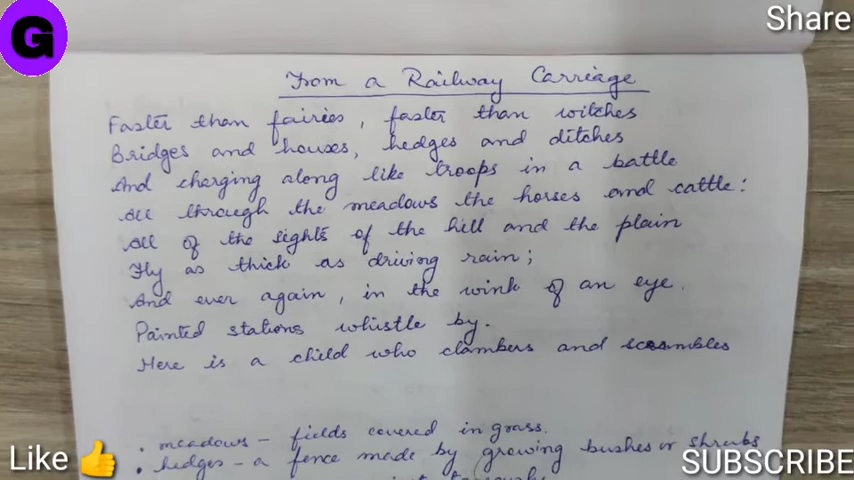 G
Share
From a Railway Carriage
Faster than fairies, faster than witches
Bridges and houses, hedges and ditches
And charging along like troops in a battle
All through the meadows the horses and cattle:
All of the sights of the hill and the plain
Fly as thick as driving rain;
And ever again, in the wink of an eye.
Painted stations whistle by.
Here is a child who clambers and scrambles
• meadows - fields covered in grass.
• hedges - a fence made by growing bushes or shrubs
Like 👍
SUBSCRIBE